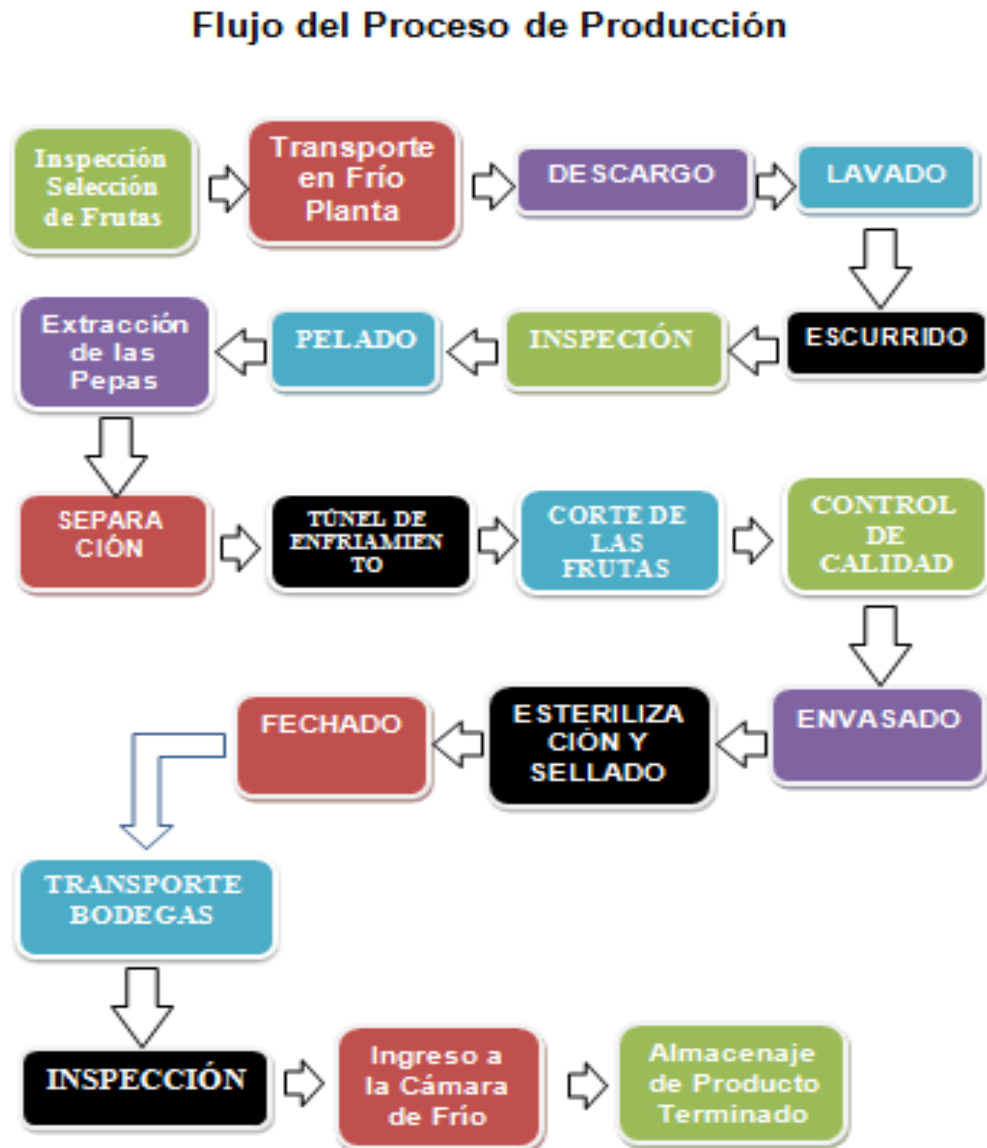 Flujo del Proceso de Producción
Inspección
Selección
de Frutas
Transporte
en Frío
Planta
DESCARGO
LAVADO
ESCURRIDO
INSPECIÓN
PELADO
Extracción
de las
Pepas
SEPARA
CIÓN
TÚNEL DE
ENFRIAMIEN
TO
CORTE DE
LAS
FRUTAS
CONTROL
DE
CALIDAD
ENVASADO
ESTERILIZA
CIÓN Y
SELLADO
FECHADO
TRANSPORTE
BODEGAS
INSPECCIÓN
Ingreso a
la Cámara
de Frío
Almacenaje
de Producto
Terminado